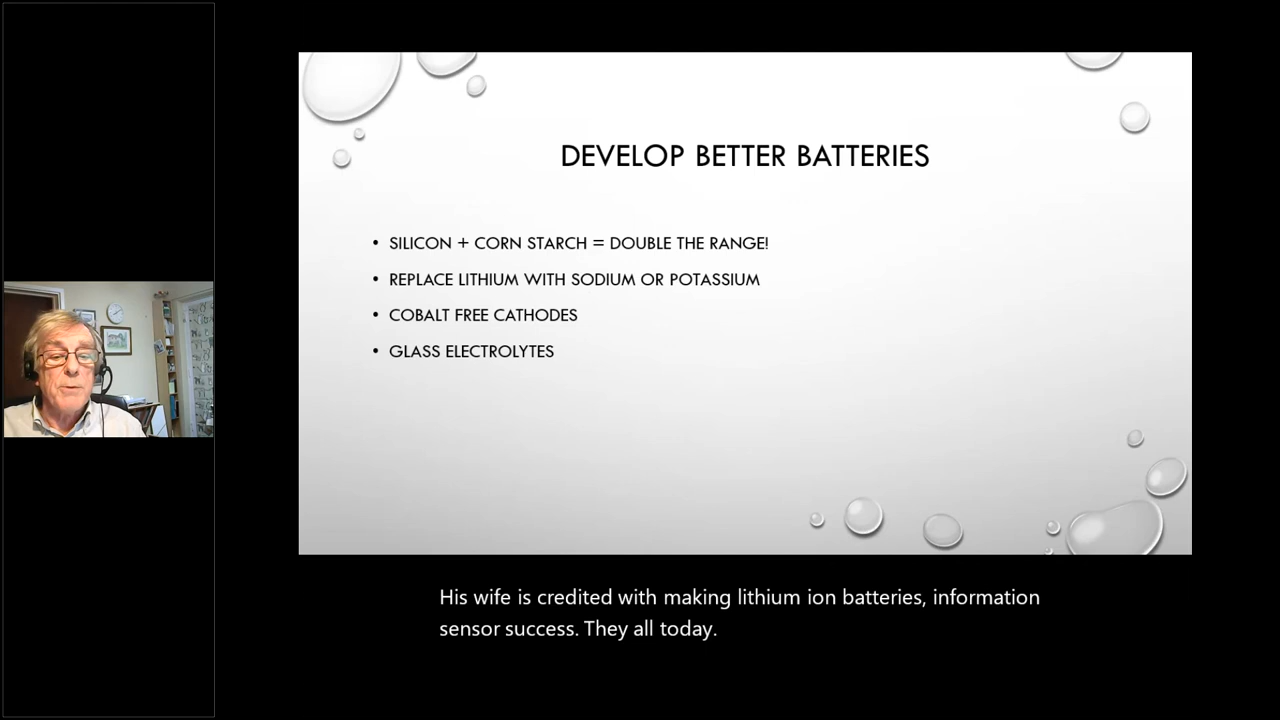 DEVELOP BETTER BATTERIES
• SILICON + CORN STARCH = DOUBLE THE RANGE!
• REPLACE LITHIUM WITH SODIUM OR POTASSIUM
• COBALT FREE CATHODES
• GLASS ELECTROLYTES
His wife is credited with making lithium ion batteries, information
sensor success. They all today.